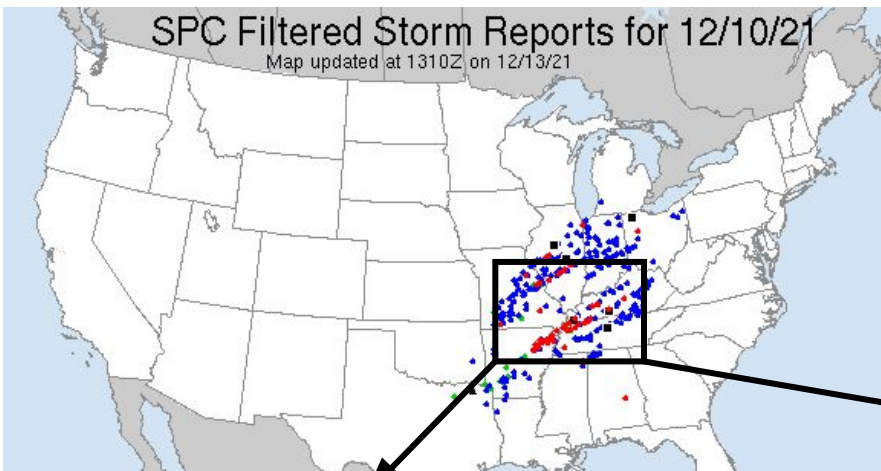 SPC Filtered Storm Reports for 12/10/21
Map updated at 1310Z on 12/13/21